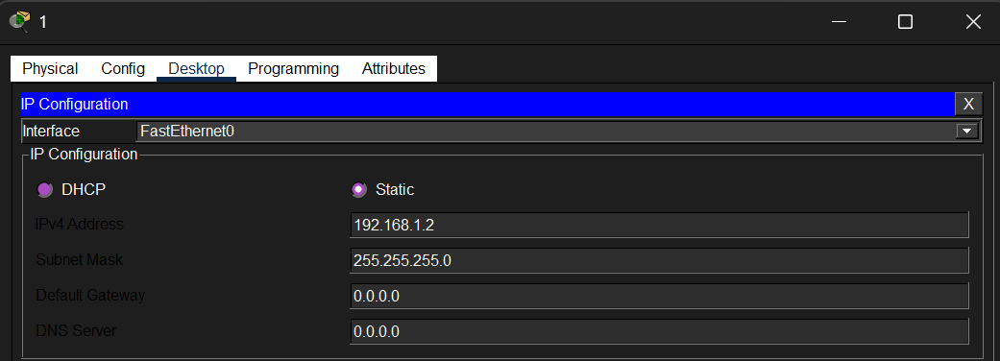 1
Physical Config Desktop Programming Attributes
IP Configuration X
Interface FastEthernet0
IP Configuration
DHCP Static
IPv4 Address 192.168.1.2
Subnet Mask 255.255.255.0
Default Gateway 0.0.0.0
DNS Server 0.0.0.0